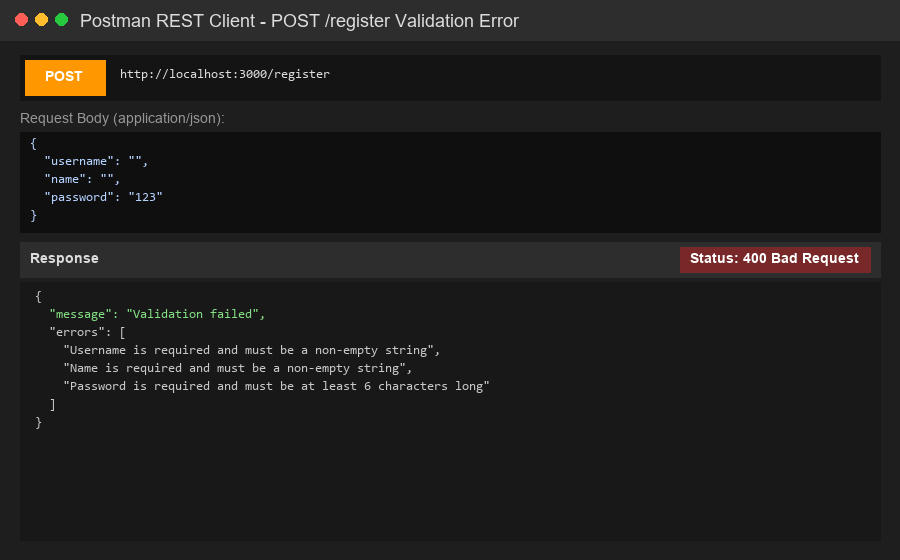 Postman REST Client - POST /register Validation Error
POST http://localhost:3000/register
Request Body (application/json):
{
  "username": "",
  "name": "",
  "password": "123"
}
Response Status: 400 Bad Request
{
  "message": "Validation failed",
  "errors": [
    "Username is required and must be a non-empty string",
    "Name is required and must be a non-empty string",
    "Password is required and must be at least 6 characters long"
  ]
}